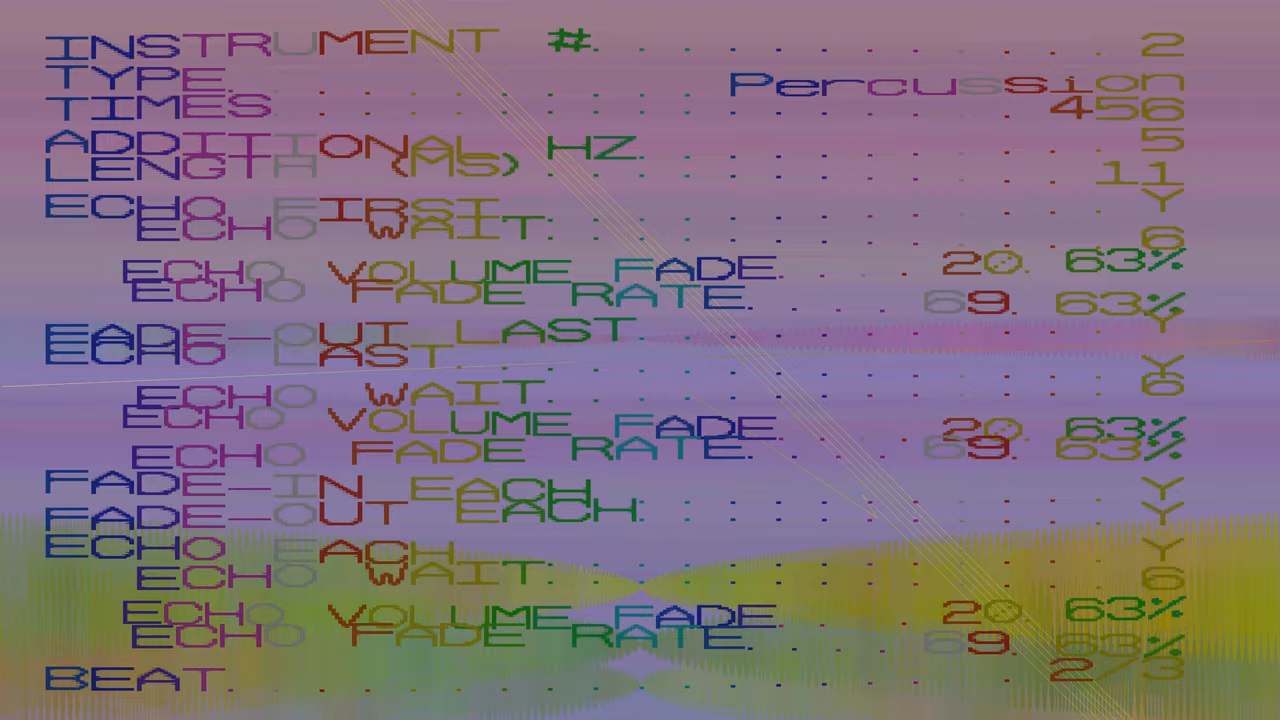 INSTRUMENT #. . . . . . . . . . . . . 2
TYPE. Percussion
TIMES . . . . . . . . . . . . . . . . . . 456
ADDITIONAL HZ. . . . . . . . . . . . 5
LENGTH (MS) . . . . . . . . . . . . . 11
ECHO FIRST . . . . . . . . . . . . . Y
ECHO WAIT. . . . . . . . . . . . . . 6
ECHO VOLUME FADE. . . . 20. 63%
ECHO FADE RATE. . . . 69. 63%
FADE-OUT LAST. . . . . . . . . . . Y
ECHO LAST. . . . . . . . . . . . . . . Y
ECHO WAIT. . . . . . . . . . . . . . 6
ECHO VOLUME FADE. . . . 20. 63%
ECHO FADE RATE. . . . 69. 63%
FADE-IN EACH. . . . . . . . . . . . Y
FADE-OUT EACH. . . . . . . . . . . Y
ECHO EACH . . . . . . . . . . . . . . Y
ECHO WAIT. . . . . . . . . . . . . . 6
ECHO VOLUME FADE. . . . 20. 63%
ECHO FADE RATE. . . . 69. 63%
BEAT. . . . . . . . . . . . . . . . . . . 2/3